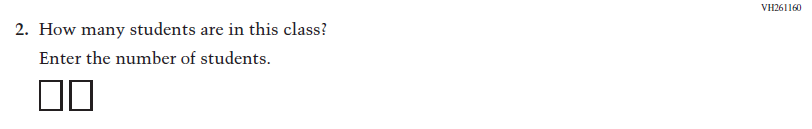 VH261160
2. How many students are in this class?
Enter the number of students.